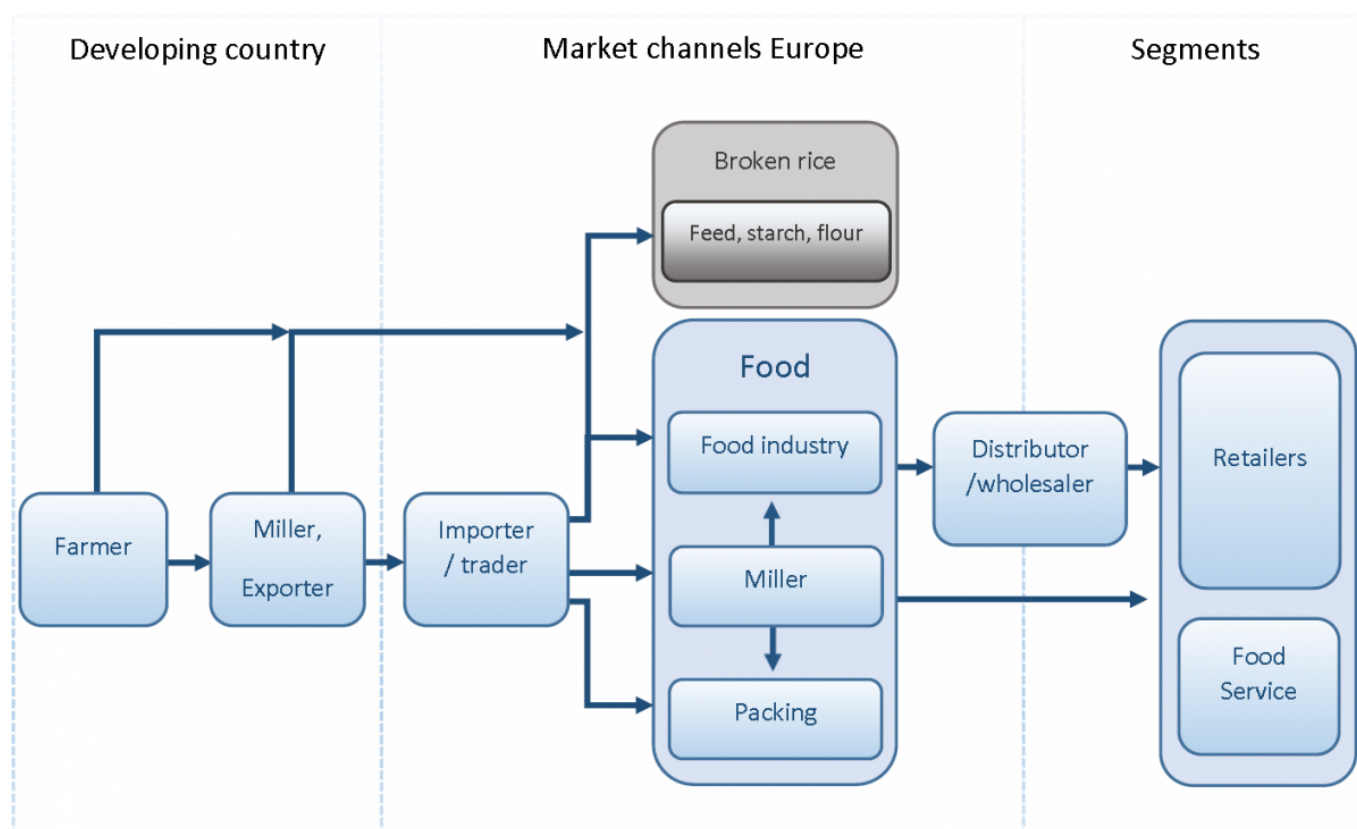 Developing country
Market channels Europe
Segments
Broken rice
Feed, starch, flour
Food
Food industry
Miller
Packing
Farmer
Miller,
Exporter
Importer
/ trader
Distributor
/wholesaler
Retailers
Food
Service